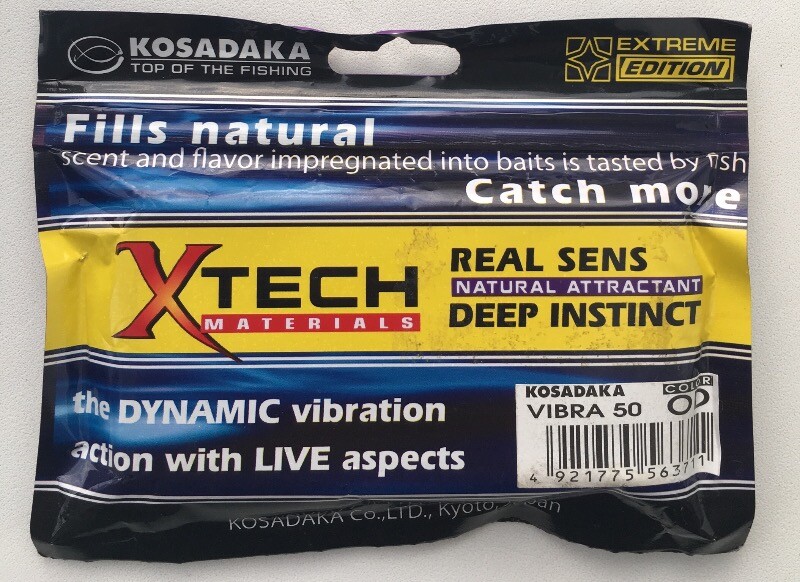 KOSADAKA
TOP OF THE FISHING
EXTREME
EDITION
Fills natural
scent and flavor impregnated into baits is tasted by fish
Catch more
XTECH
MATERIALS
REAL SENS
NATURAL ATTRACTANT
DEEP INSTINCT
the DYNAMIC vibration
action with LIVE aspects
KOSADAKA
VIBRA 50
COLOR
OD
4 921775 563711
KOSADAKA Co.,LTD., Kyoto, Japan